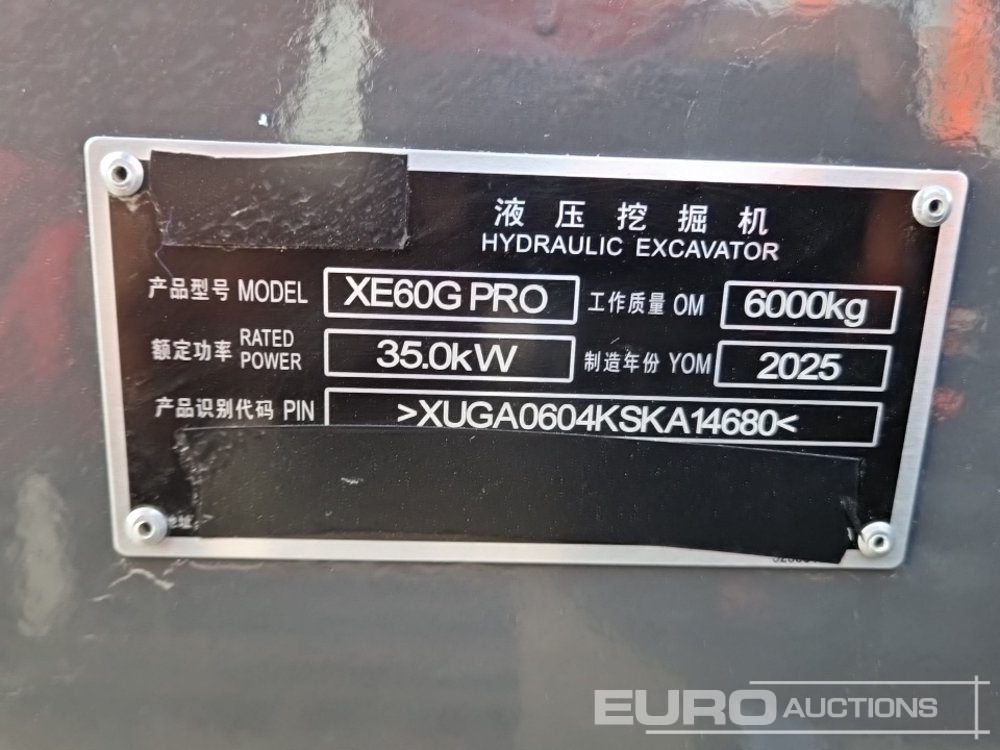 液压挖掘机
HYDRAULIC EXCAVATOR
产品型号 MODEL XE60G PRO 工作质量 OM 6000kg
额定功率 RATED POWER 35.0kW 制造年份 YOM 2025
产品识别代码 PIN >XUGA0604KSKA14680<
地址:
EURO AUCTIONS